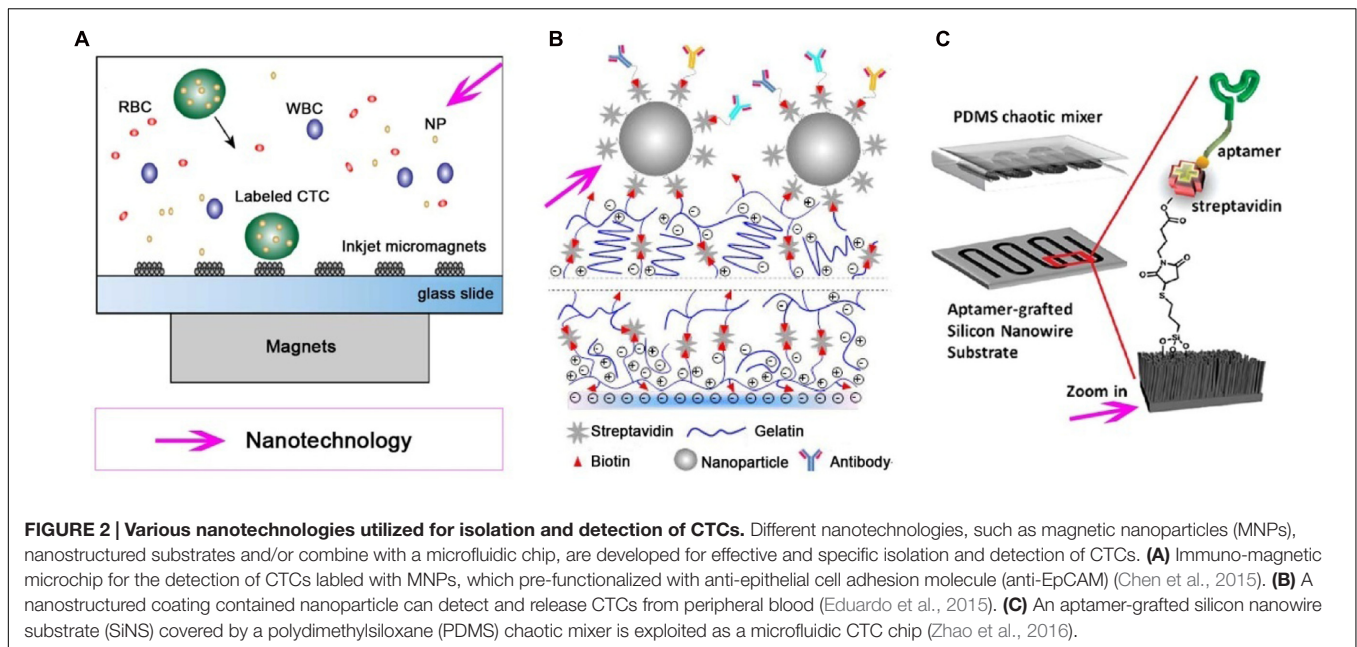 A
RBC
WBC
NP
Labeled CTC
Inkjet micromagnets
glass slide
Magnets
Nanotechnology
B
Streptavidin
Gelatin
Biotin
Nanoparticle
Antibody
C
PDMS chaotic mixer
aptamer
streptavidin
O
O
O
N
O
S
Si
O O O
Aptamer-grafted
Silicon Nanowire
Substrate
Zoom in
FIGURE 2 | Various nanotechnologies utilized for isolation and detection of CTCs. Different nanotechnologies, such as magnetic nanoparticles (MNPs),
nanostructured substrates and/or combine with a microfluidic chip, are developed for effective and specific isolation and detection of CTCs. (A) Immuno-magnetic
microchip for the detection of CTCs labled with MNPs, which pre-functionalized with anti-epithelial cell adhesion molecule (anti-EpCAM) (Chen et al., 2015). (B) A
nanostructured coating contained nanoparticle can detect and release CTCs from peripheral blood (Eduardo et al., 2015). (C) An aptamer-grafted silicon nanowire
substrate (SiNS) covered by a polydimethylsiloxane (PDMS) chaotic mixer is exploited as a microfluidic CTC chip (Zhao et al., 2016).